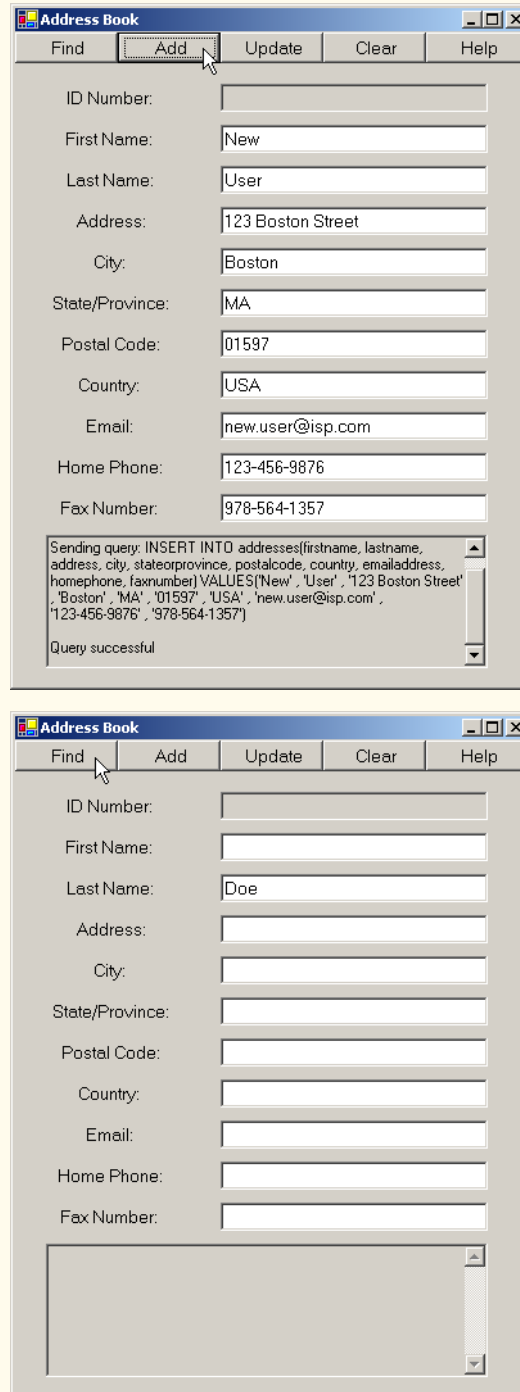 Address Book
Find Add Update Clear Help
ID Number:
First Name: New
Last Name: User
Address: 123 Boston Street
City: Boston
State/Province: MA
Postal Code: 01597
Country: USA
Email: new.user@isp.com
Home Phone: 123-456-9876
Fax Number: 978-564-1357
Sending query: INSERT INTO addresses(firstname, lastname,
address, city, stateorprovince, postalcode, country, emailaddress,
homephone, faxnumber) VALUES('New' , 'User' , '123 Boston Street'
, 'Boston' , 'MA' , '01597' , 'USA' , 'new.user@isp.com' ,
'123-456-9876' , '978-564-1357')
Query successful
Address Book
Find Add Update Clear Help
ID Number:
First Name:
Last Name: Doe
Address:
City:
State/Province:
Postal Code:
Country:
Email:
Home Phone:
Fax Number: